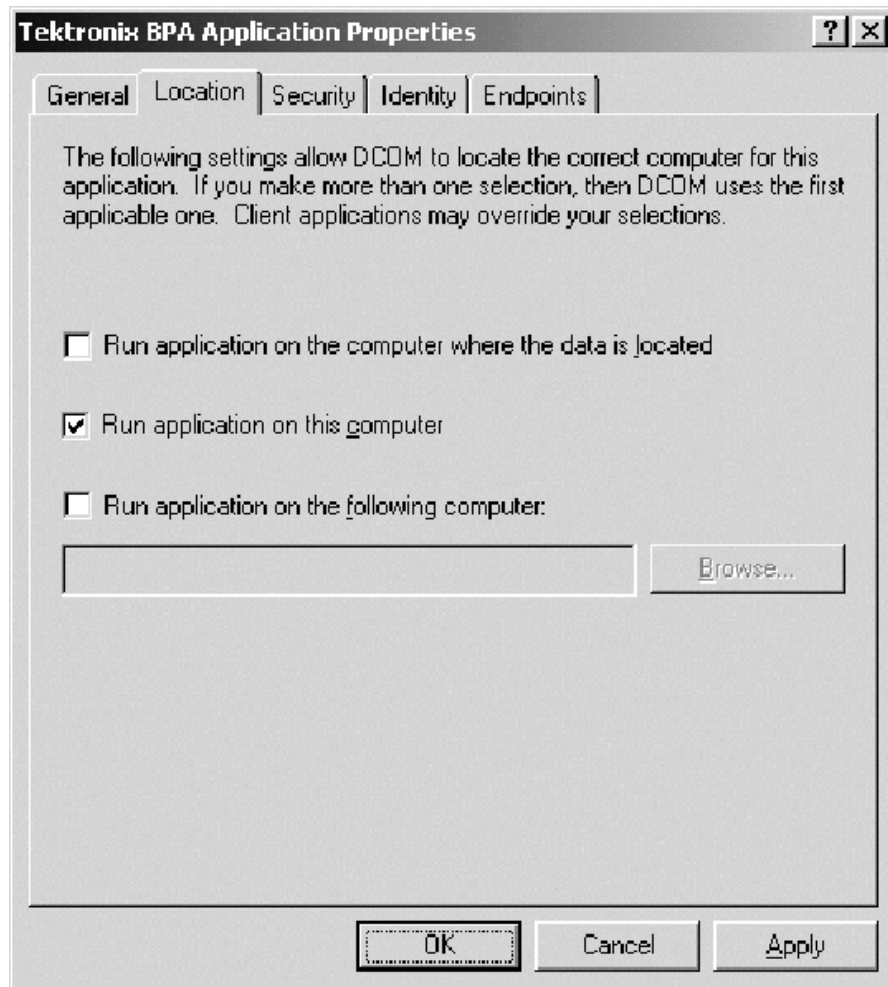 Tektronix BPA Application Properties
General Location Security Identity Endpoints
The following settings allow DCOM to locate the correct computer for this
application. If you make more than one selection, then DCOM uses the first
applicable one. Client applications may override your selections.
Run application on the computer where the data is located
Run application on this computer
Run application on the following computer:
Browse...
OK Cancel Apply